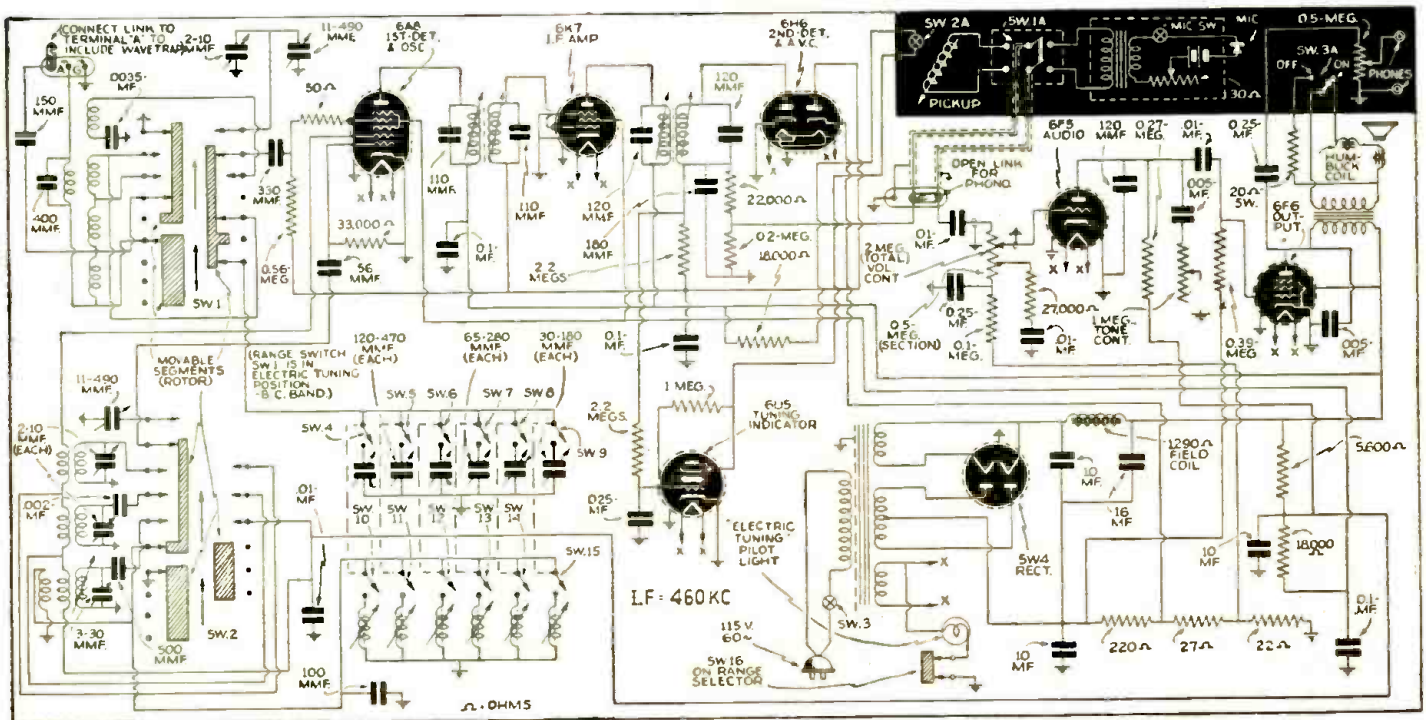 (CONNECT LINK TO
TERMINAL "A" TO
INCLUDE WAVETRAP)
A
G
2-10
MMF.
11-490
MMF.
6A8
1ST-DET.
& OSC.
6K7
I.F. AMP.
6H6
2ND-DET.
& A.V.C.
SW.2A
PICKUP
SW.1A
MIC SW.
MIC
30Ω
0.5-MEG.
SW.3A
OFF
ON
PHONES
150
MMF.
.0035-
MF.
50Ω
120
MMF.
400
MMF.
330
MMF.
110
MMF.
110
MMF.
120
MMF.
180
MMF.
22,000Ω
0.2-MEG.
18,000Ω
OPEN LINK
FOR
PHONO.
6F5
AUDIO
120
MMF
0.27-
MEG.
.01-
MF.
0.25-
MF.
.005-
MF.
20Ω
SW.
HUM-
BUCK
COIL
6F6
OUT-
PUT
33,000Ω
56
MMF.
0.56-
MEG.
0.1-
MF.
2.2
MEGS.
.01-
MF.
2 MEG.
(TOTAL)
VOL
CONT.
0.5-
MEG.
(SECTION)
0.25-
MF.
0.1-
MEG.
27,000Ω
.01-
MF
1 MEG.
TONE
CONT.
0.39-
MEG.
.005-
MF.
SW.1
MOVABLE
SEGMENTS
(ROTOR)
(RANGE SWITCH
SW.1 IS IN
ELECTRIC TUNING
POSITION
-B.C. BAND.)
120-470
MMF.
(EACH)
65-280
MMF.
(EACH)
30-180
MMF.
(EACH)
0.1-
MF.
11-490
MMF.
2-10
MMF.
(EACH)
.002-
MF.
3-30
MMF.
500
MMF.
SW.2
SW.4
SW.5
SW.6
SW.7
SW.8
SW.9
.01-
MF.
SW
10
SW
11
SW
12
SW
13
SW
14
SW.15
100
MMF.
Ω=OHMS
2.2
MEGS.
1 MEG.
6U5
TUNING
INDICATOR
.025-
MF.
X
X
I.F.= 460 KC
"ELECTRIC
TUNING"
PILOT
LIGHT
115 V.
60~
SW.3
SW.16
ON RANGE
SELECTOR
X
X
5W4
RECT.
10
MF.
1290Ω
FIELD
COIL
16
MF
10
MF
220Ω
27Ω
22Ω
5,600Ω
10
MF
18,000
Ω
0.1-
MF.